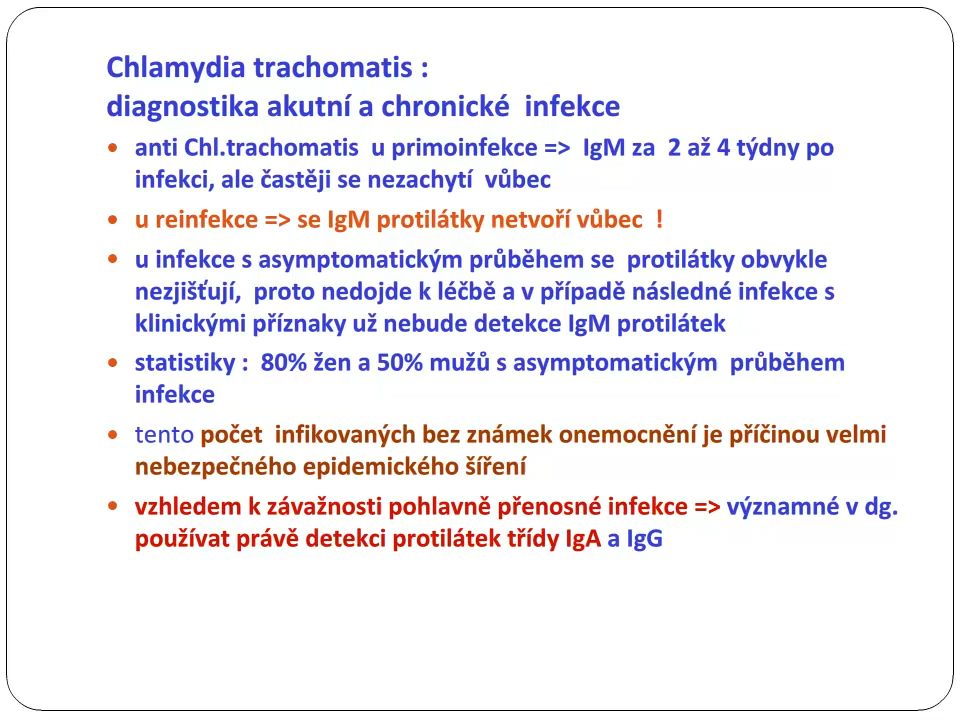 Chlamydia trachomatis :
diagnostika akutní a chronické  infekce
anti Chl.trachomatis  u primoinfekce =>  IgM za  2 až 4 týdny po
infekci, ale častěji se nezachytí  vůbec
u reinfekce => se IgM protilátky netvoří vůbec  !
u infekce s asymptomatickým průběhem se  protilátky obvykle
nezjišťují,  proto nedojde k léčbě a v případě následné infekce s
klinickými příznaky už nebude detekce IgM protilátek
statistiky :  80% žen a 50% mužů s asymptomatickým  průběhem
infekce
tento počet  infikovaných bez známek onemocnění je příčinou velmi
nebezpečného epidemického šíření
vzhledem k závažnosti pohlavně přenosné infekce => významné v dg.
používat právě detekci protilátek třídy IgA a IgG